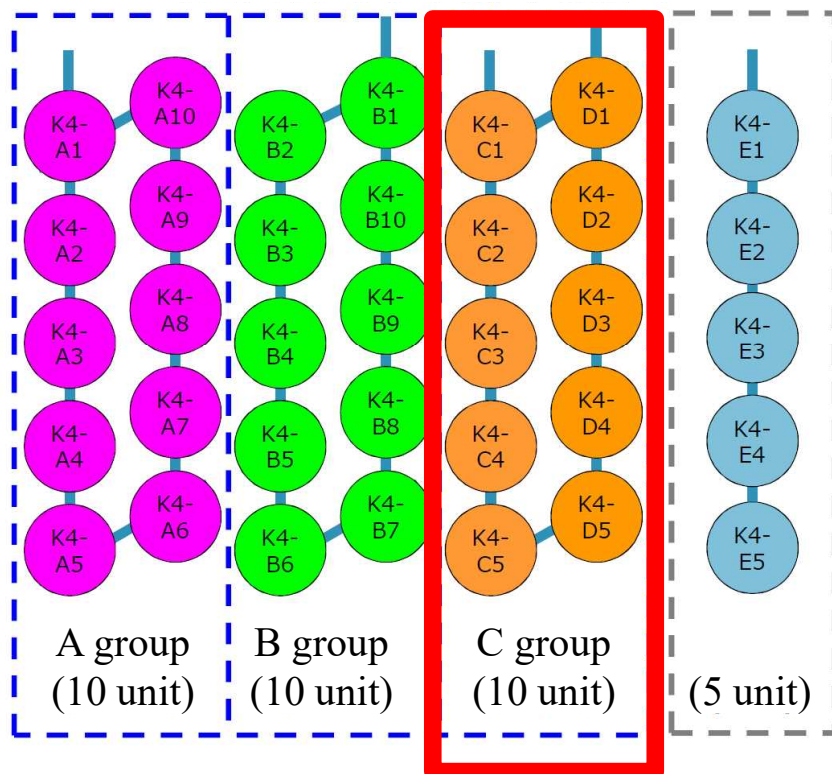 K4-
A1
K4-
A2
K4-
A3
K4-
A4
K4-
A5
K4-
A10
K4-
A9
K4-
A8
K4-
A7
K4-
A6
A group
(10 unit)
K4-
B2
K4-
B3
K4-
B4
K4-
B5
K4-
B6
K4-
B1
K4-
B10
K4-
B9
K4-
B8
K4-
B7
B group
(10 unit)
K4-
C1
K4-
C2
K4-
C3
K4-
C4
K4-
C5
K4-
D1
K4-
D2
K4-
D3
K4-
D4
K4-
D5
C group
(10 unit)
K4-
E1
K4-
E2
K4-
E3
K4-
E4
K4-
E5
(5 unit)